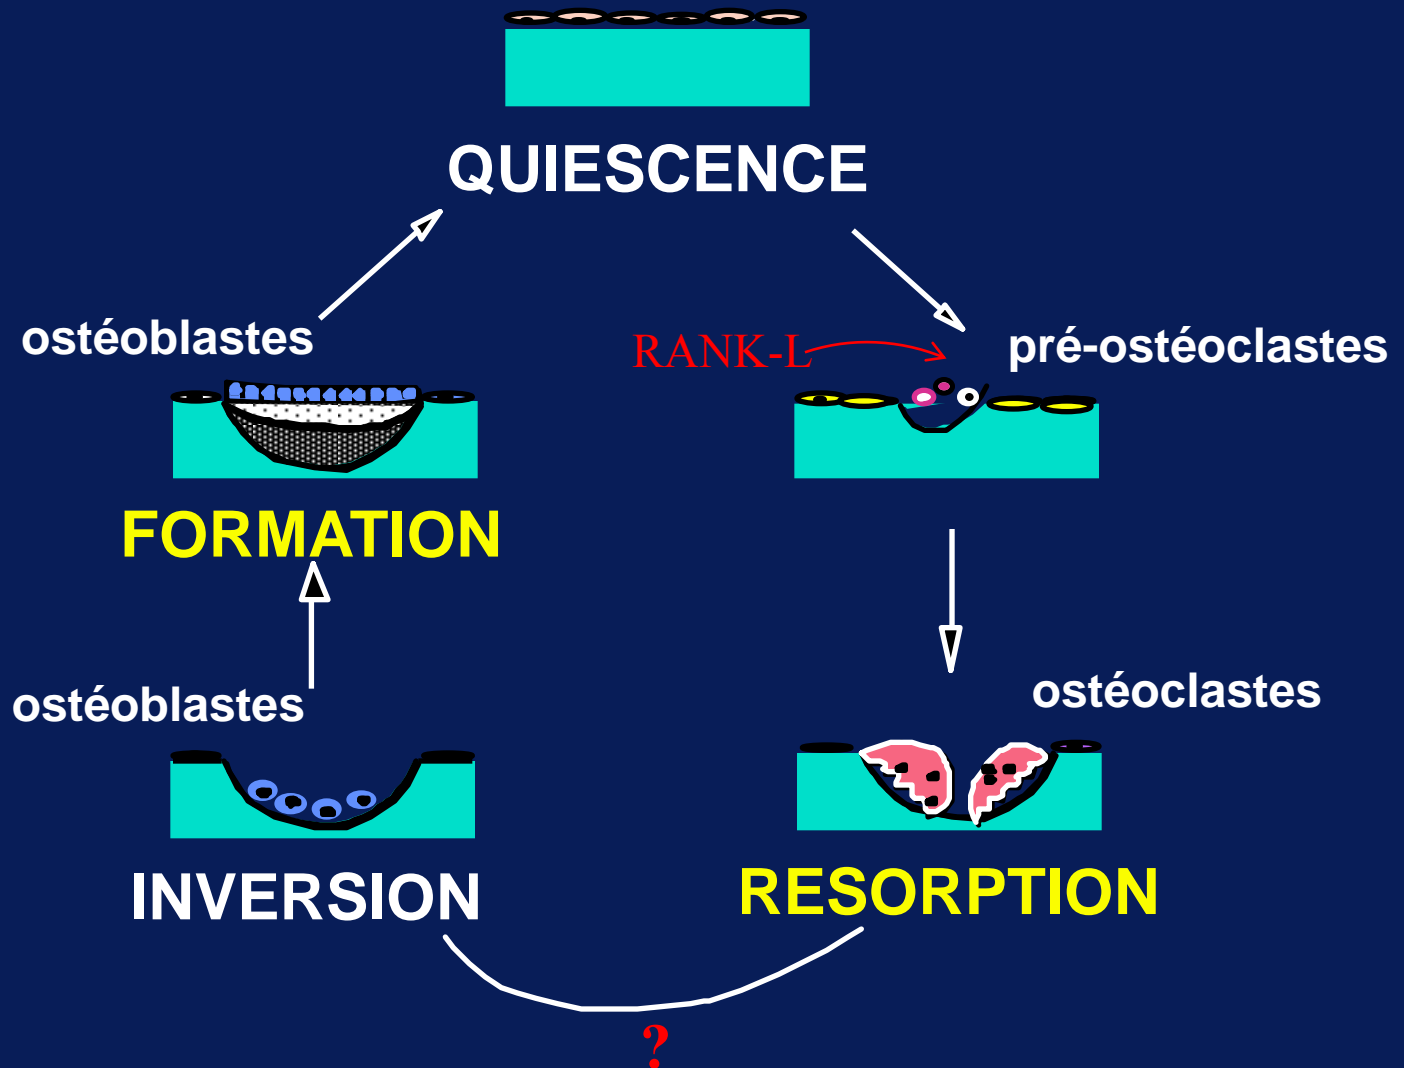 QUIESCENCE
ostéoblastes
RANK-L
pré-ostéoclastes
FORMATION
ostéoblastes
ostéoclastes
INVERSION
RESORPTION
?